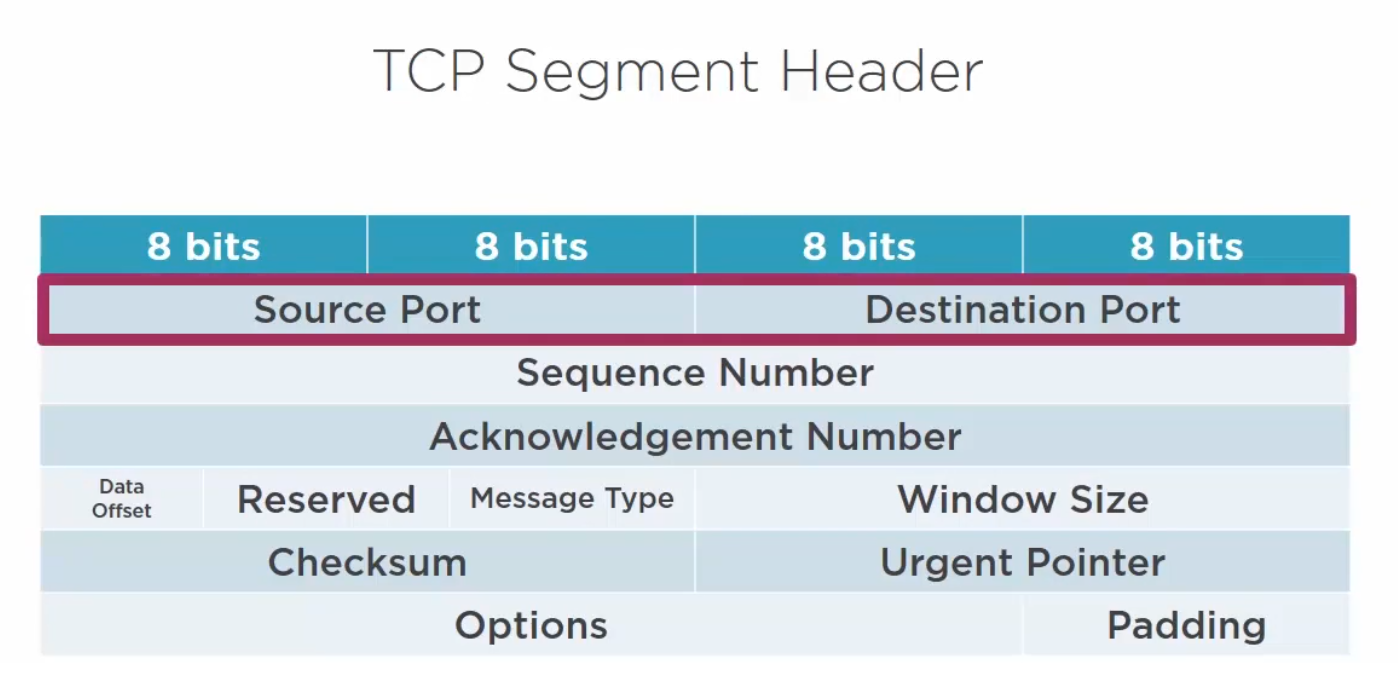 TCP Segment Header
8 bits 8 bits 8 bits 8 bits
Source Port Destination Port
Sequence Number
Acknowledgement Number
Data
Offset
Reserved Message Type Window Size
Checksum Urgent Pointer
Options Padding